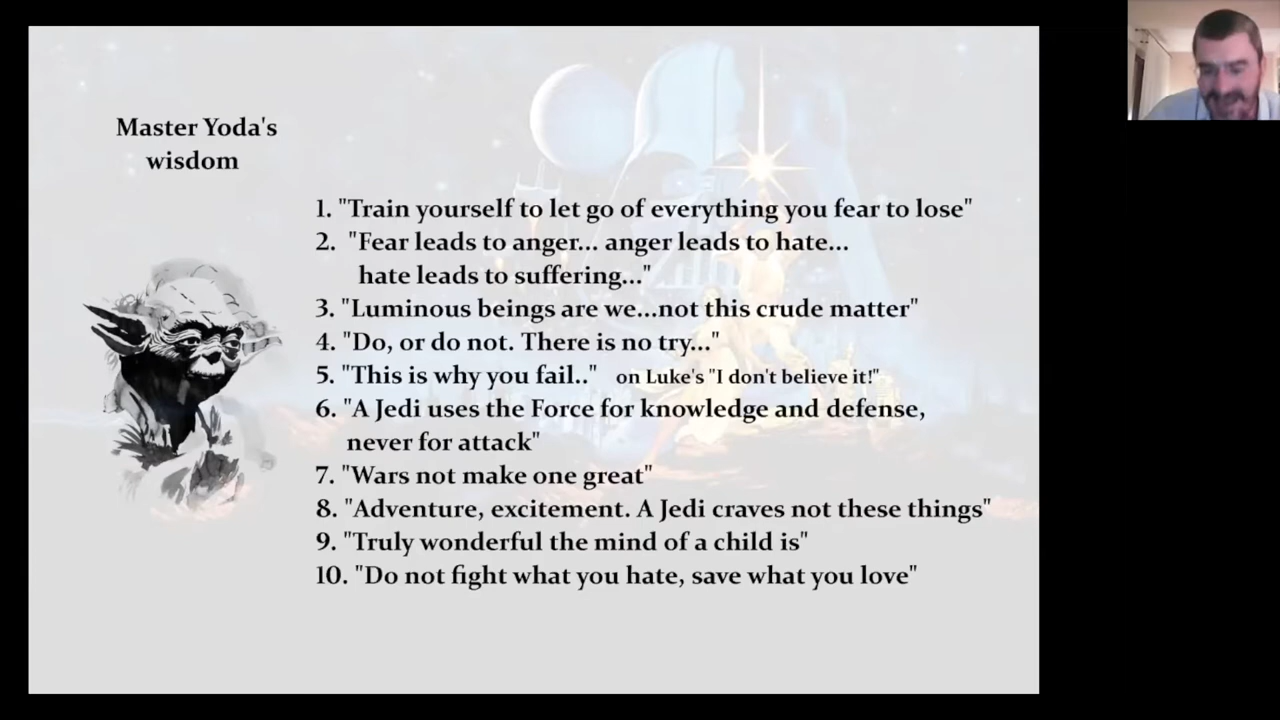 Master Yoda's
wisdom
1. "Train yourself to let go of everything you fear to lose"
2. "Fear leads to anger... anger leads to hate...
hate leads to suffering..."
3. "Luminous beings are we...not this crude matter"
4. "Do, or do not. There is no try..."
5. "This is why you fail.." on Luke's "I don't believe it!"
6. "A Jedi uses the Force for knowledge and defense,
never for attack"
7. "Wars not make one great"
8. "Adventure, excitement. A Jedi craves not these things"
9. "Truly wonderful the mind of a child is"
10. "Do not fight what you hate, save what you love"